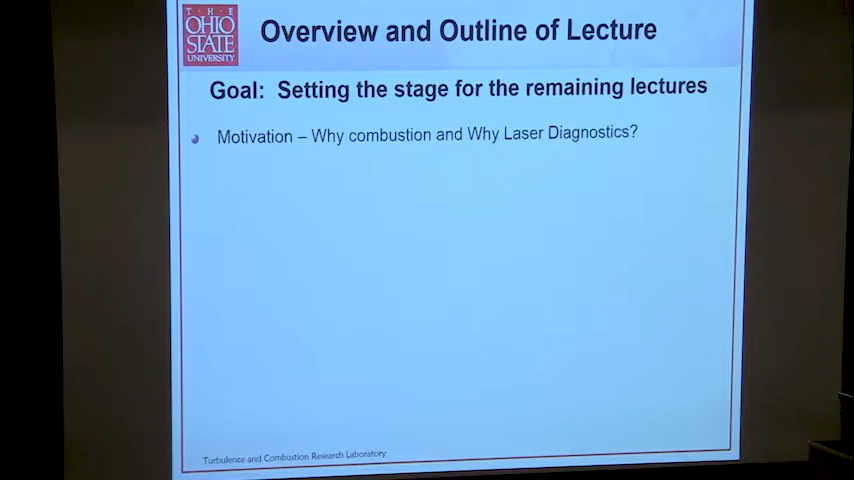 T · H · E
OHIO
STATE
UNIVERSITY
Overview and Outline of Lecture
Goal: Setting the stage for the remaining lectures
Motivation – Why combustion and Why Laser Diagnostics?
Turbulence and Combustion Research Laboratory